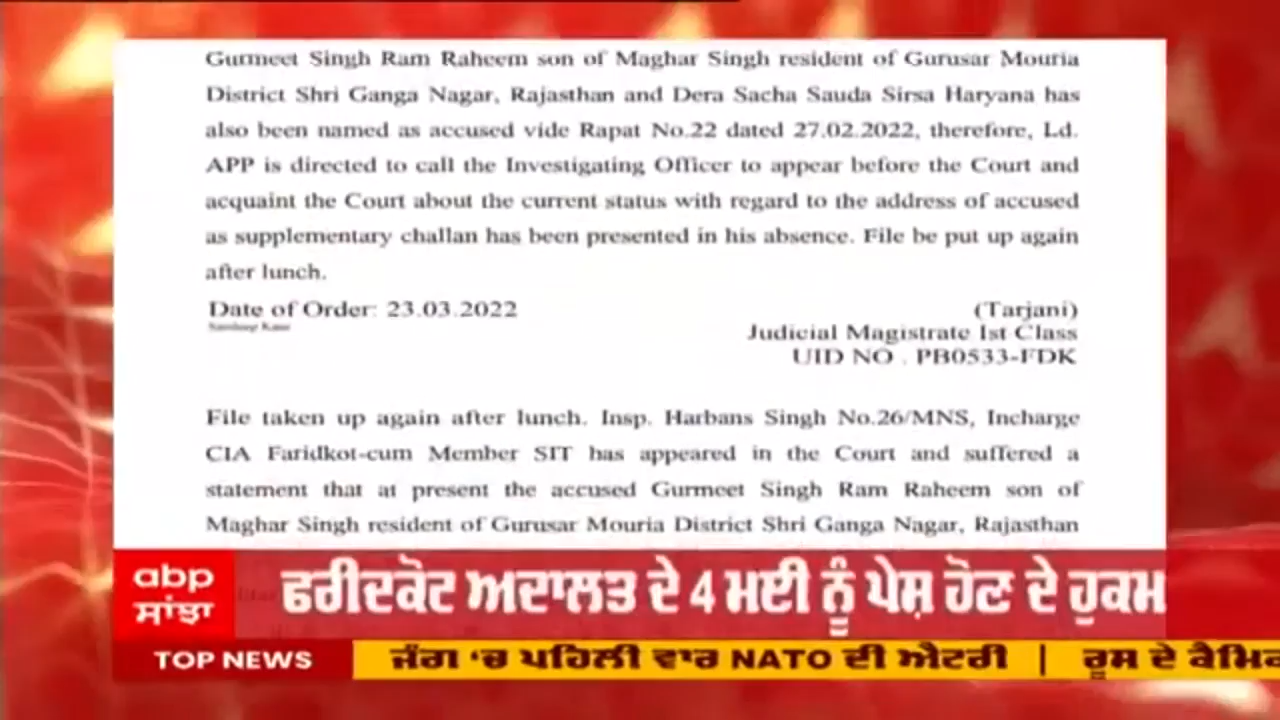 Gurmeet Singh Ram Raheem son of Maghar Singh resident of Gurusar Mouria
District Shri Ganga Nagar, Rajasthan and Dera Sacha Sauda Sirsa Haryana has
also been named as accused vide Rapat No.22 dated 27.02.2022, therefore, Ld.
APP is directed to call the Investigating Officer to appear before the Court and
acquaint the Court about the current status with regard to the address of accused
as supplementary challan has been presented in his absence. File be put up again
after lunch.
Date of Order: 23.03.2022
(Tarjani)
Judicial Magistrate Ist Class
UID NO . PB0533-FDK
File taken up again after lunch. Insp. Harbans Singh No.26/MNS, Incharge
CIA Faridkot-cum Member SIT has appeared in the Court and suffered a
statement that at present the accused Gurmeet Singh Ram Raheem son of
Maghar Singh resident of Gurusar Mouria District Shri Ganga Nagar, Rajasthan
abp
ਸਾਂਝਾ
ਫਰੀਦਕੋਟ ਅਦਾਲਤ ਦੇ 4 ਮਈ ਨੂੰ ਪੇਸ਼ ਹੋਣ ਦੇ ਹੁਕਮ
TOP NEWS
ਜੰਗ ‘ਚ ਪਹਿਲੀ ਵਾਰ NATO ਦੀ ਐਟਰੀ | ਰੂਸ ਦੇ